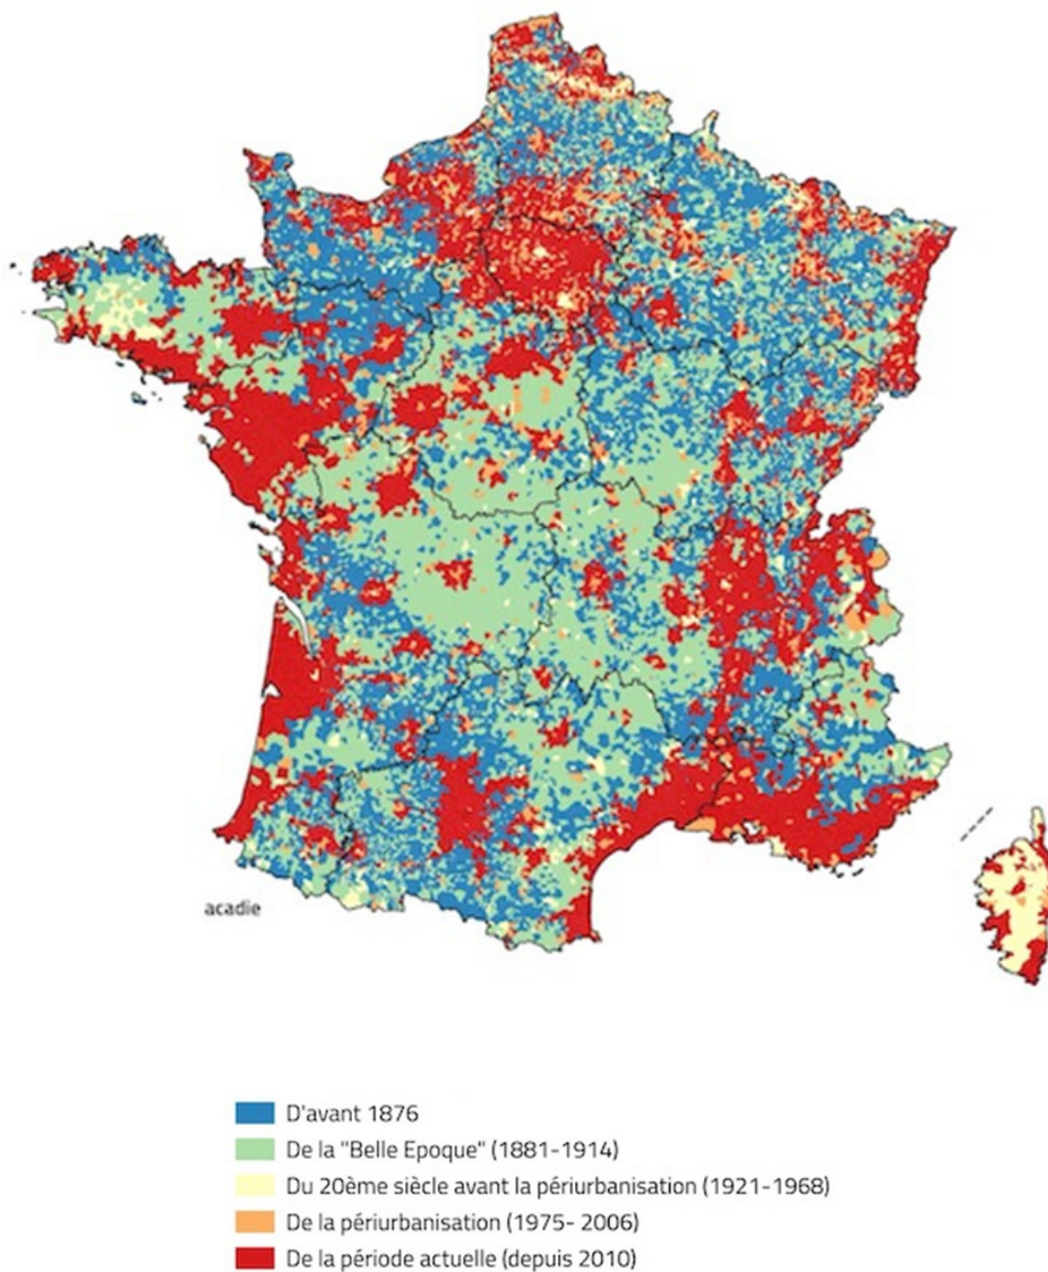 acadie
D'avant 1876
De la "Belle Epoque" (1881-1914)
Du 20ème siècle avant la périurbanisation (1921-1968)
De la périurbanisation (1975- 2006)
De la période actuelle (depuis 2010)